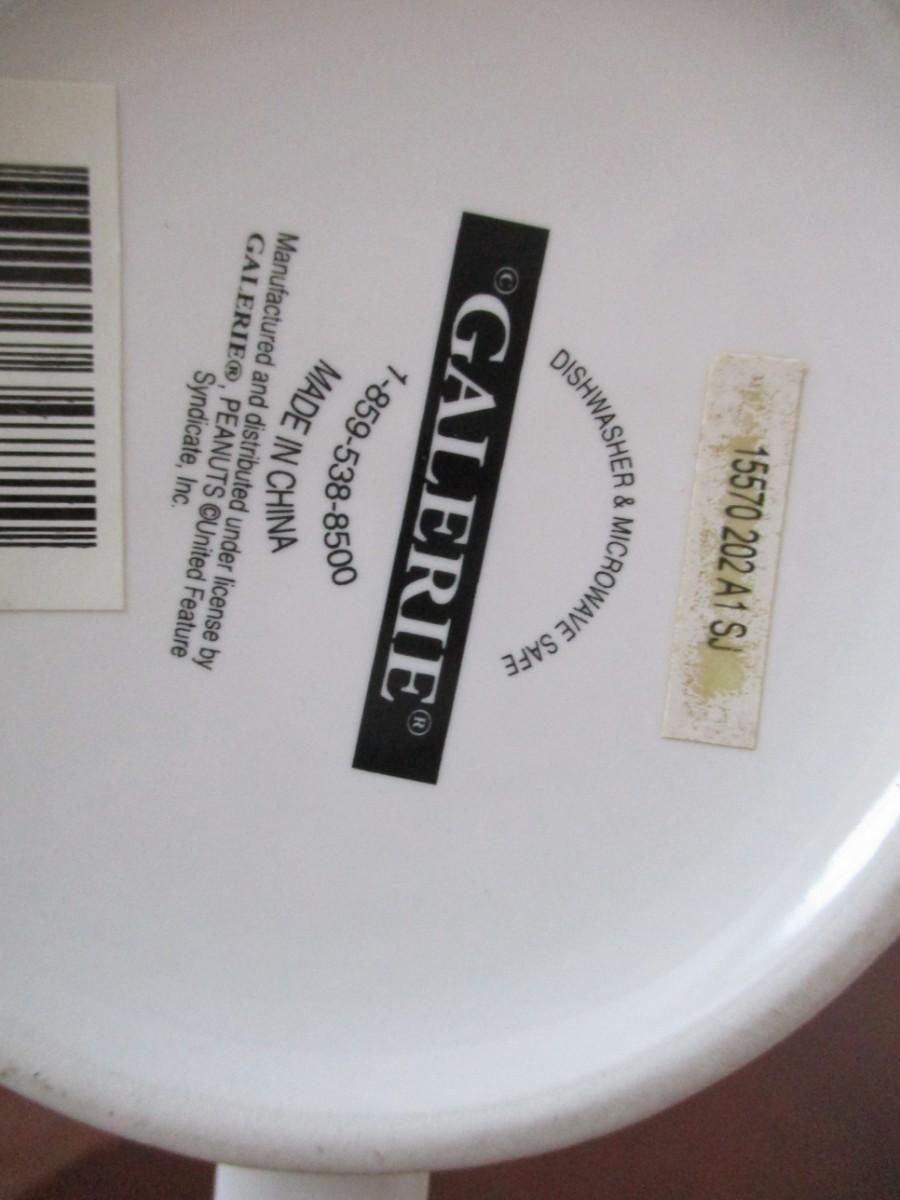 15570 202 A1 SJ
DISHWASHER & MICROWAVE SAFE
© GALERIE ®
1-859-538-8500
MADE IN CHINA
Manufactured and distributed under license by
GALERIE®, PEANUTS ©United Feature
Syndicate, Inc.